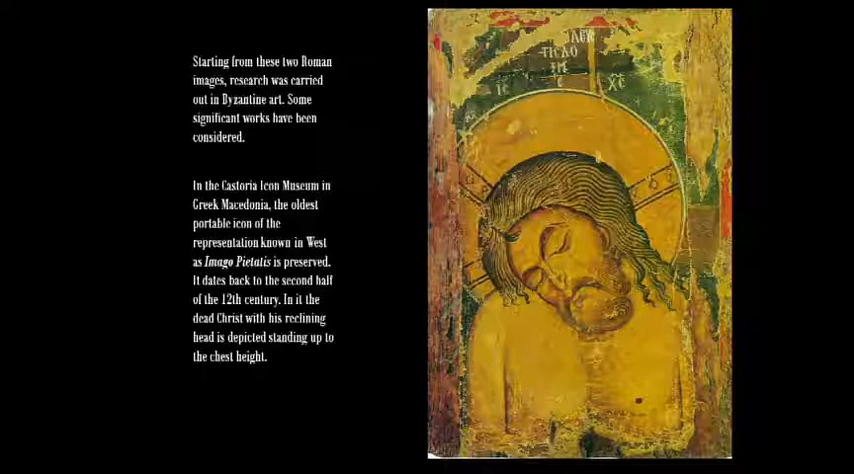 Starting from these two Roman
images, research was carried
out in Byzantine art. Some
significant works have been
considered.
In the Castoria Icon Museum in
Greek Macedonia, the oldest
portable icon of the
representation known in West
as Imago Pietatis is preserved.
It dates back to the second half
of the 12th century. In it the
dead Christ with his reclining
head is depicted standing up to
the chest height.